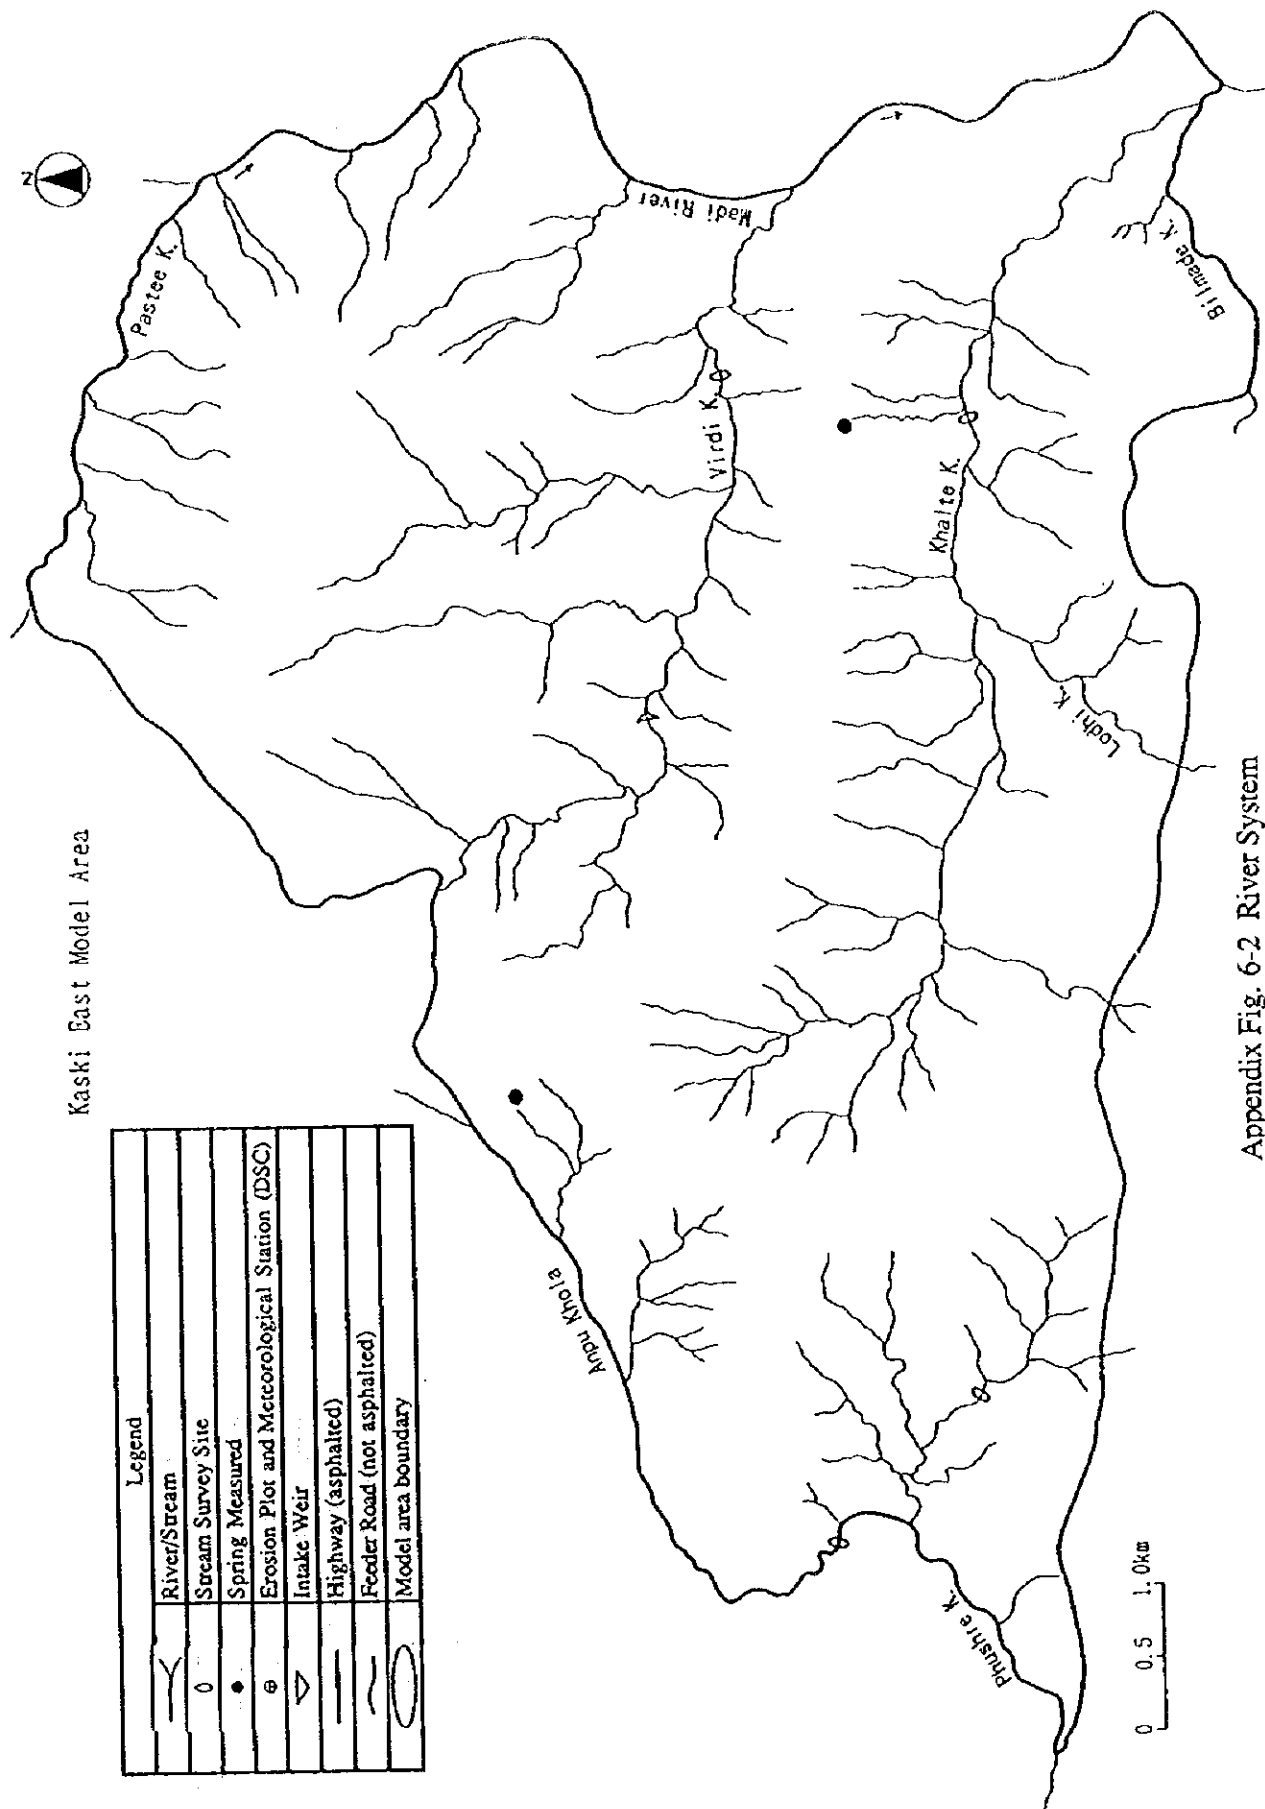 Kaski East Model Area
N
Legend
River/Stream
Stream Survey Site
Spring Measured
Erosion Plot and Meteorological Station (DSC)
Intake Weir
Highway (asphalted)
Feeder Road (not asphalted)
Model area boundary
Pastee K.
Madi River
Virdi K.
Khalte K.
Bilmade K.
Lodhi K.
Anpu Khola
Phushre K.
0 0.5 1.0km
Appendix Fig. 6-2 River System